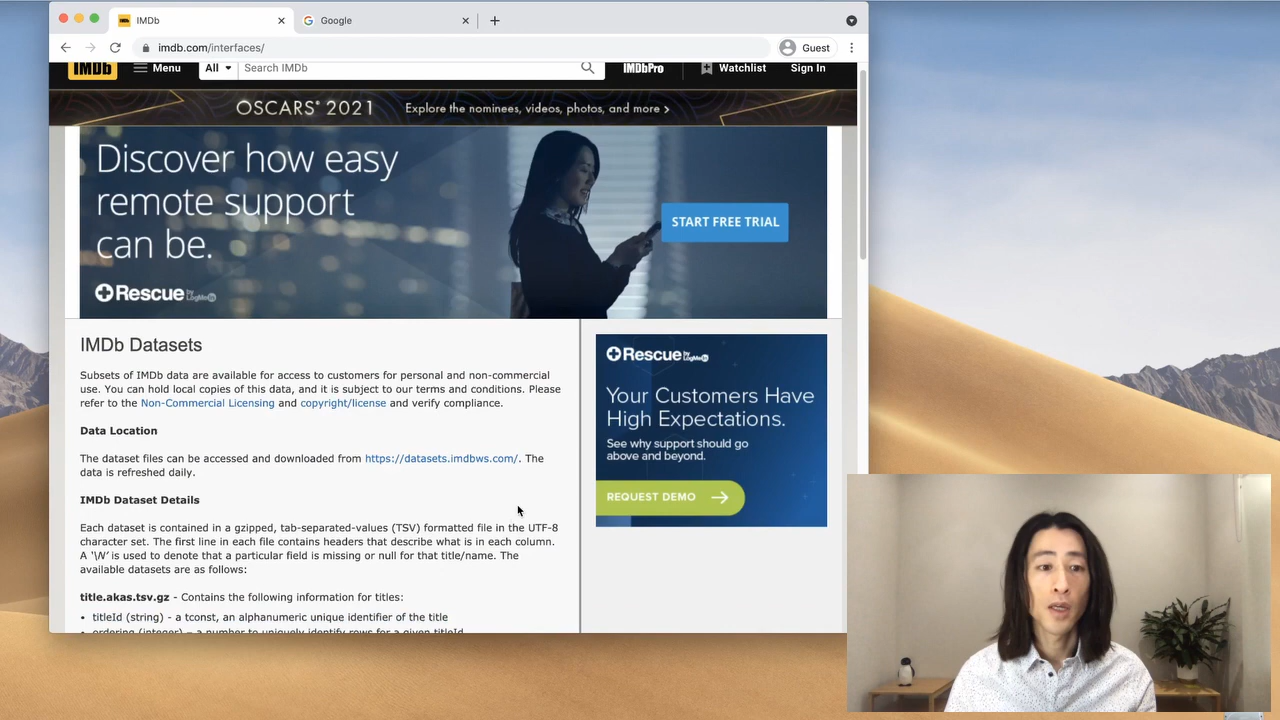 IMDb
Google
imdb.com/interfaces/
Guest
IMDb
Menu
All
Search IMDb
IMDbPro
Watchlist
Sign In
OSCARS® 2021
Explore the nominees, videos, photos, and more >
Discover how easy
remote support
can be.
START FREE TRIAL
Rescue by LogMeIn
IMDb Datasets
Subsets of IMDb data are available for access to customers for personal and non-commercial
use. You can hold local copies of this data, and it is subject to our terms and conditions. Please
refer to the Non-Commercial Licensing and copyright/license and verify compliance.
Data Location
The dataset files can be accessed and downloaded from https://datasets.imdbws.com/. The
data is refreshed daily.
IMDb Dataset Details
Each dataset is contained in a gzipped, tab-separated-values (TSV) formatted file in the UTF-8
character set. The first line in each file contains headers that describe what is in each column.
A '\N' is used to denote that a particular field is missing or null for that title/name. The
available datasets are as follows:
title.akas.tsv.gz - Contains the following information for titles:
• titleId (string) - a tconst, an alphanumeric unique identifier of the title
• ordering (integer) – a number to uniquely identify rows for a given titleId
Rescue by LogMeIn
Your Customers Have
High Expectations.
See why support should go
above and beyond.
REQUEST DEMO